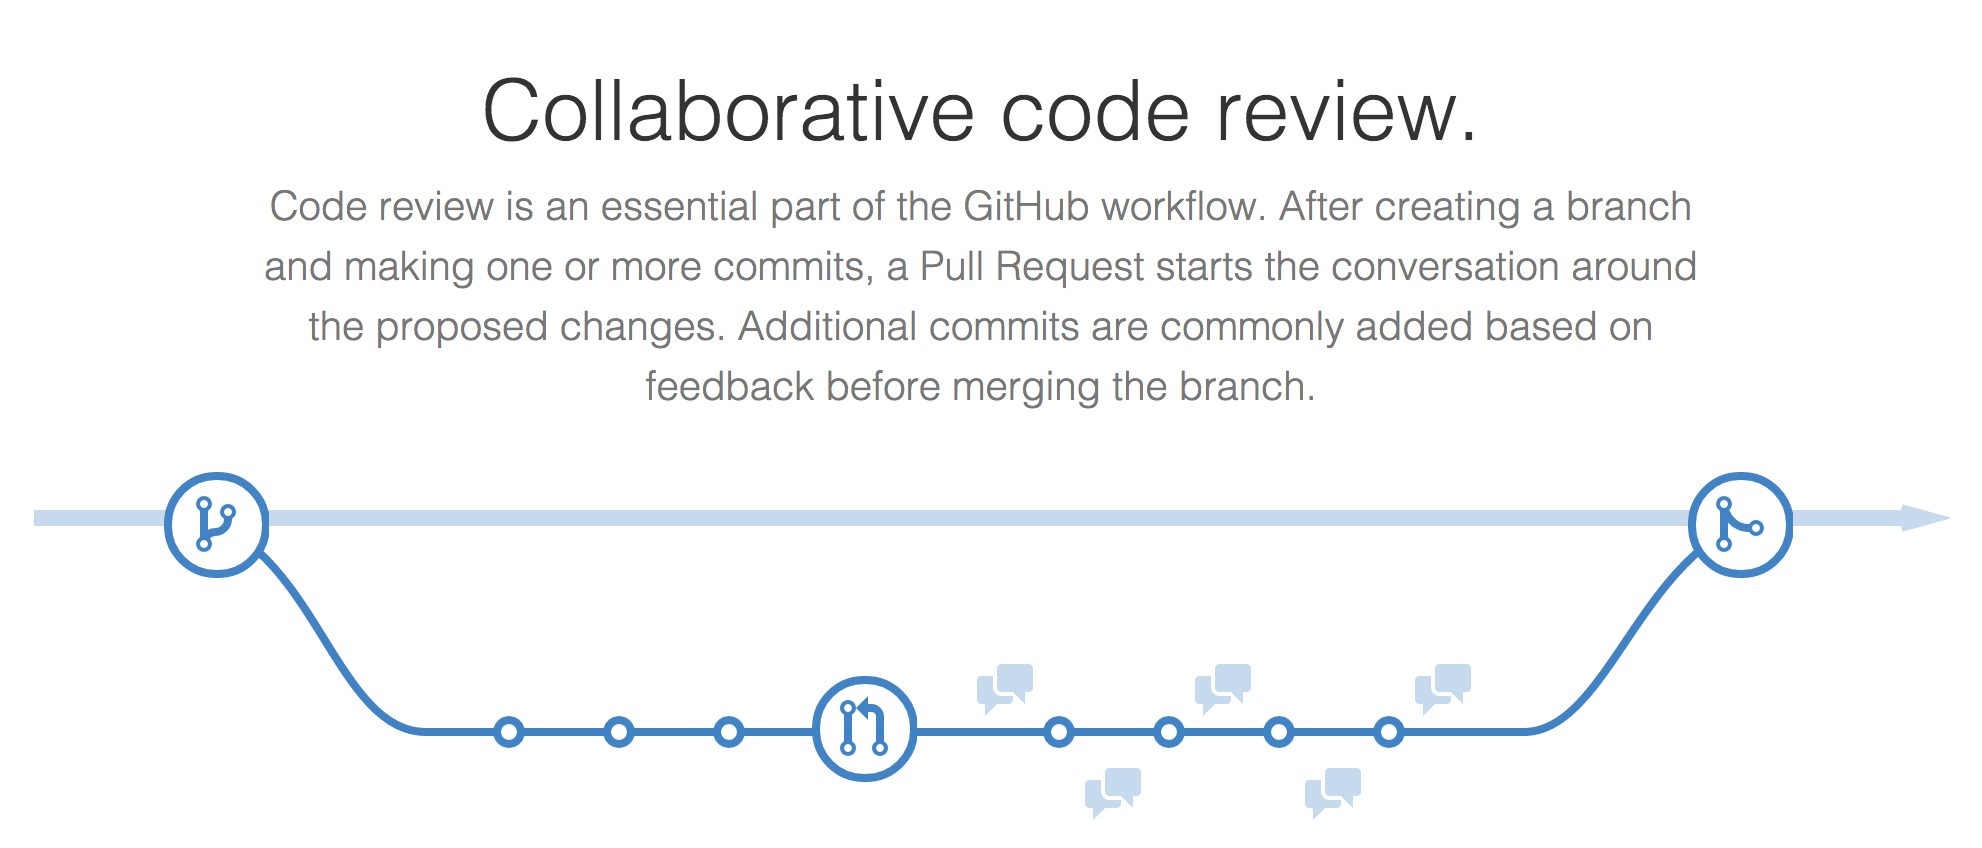 Collaborative code review.
Code review is an essential part of the GitHub workflow. After creating a branch
and making one or more commits, a Pull Request starts the conversation around
the proposed changes. Additional commits are commonly added based on
feedback before merging the branch.